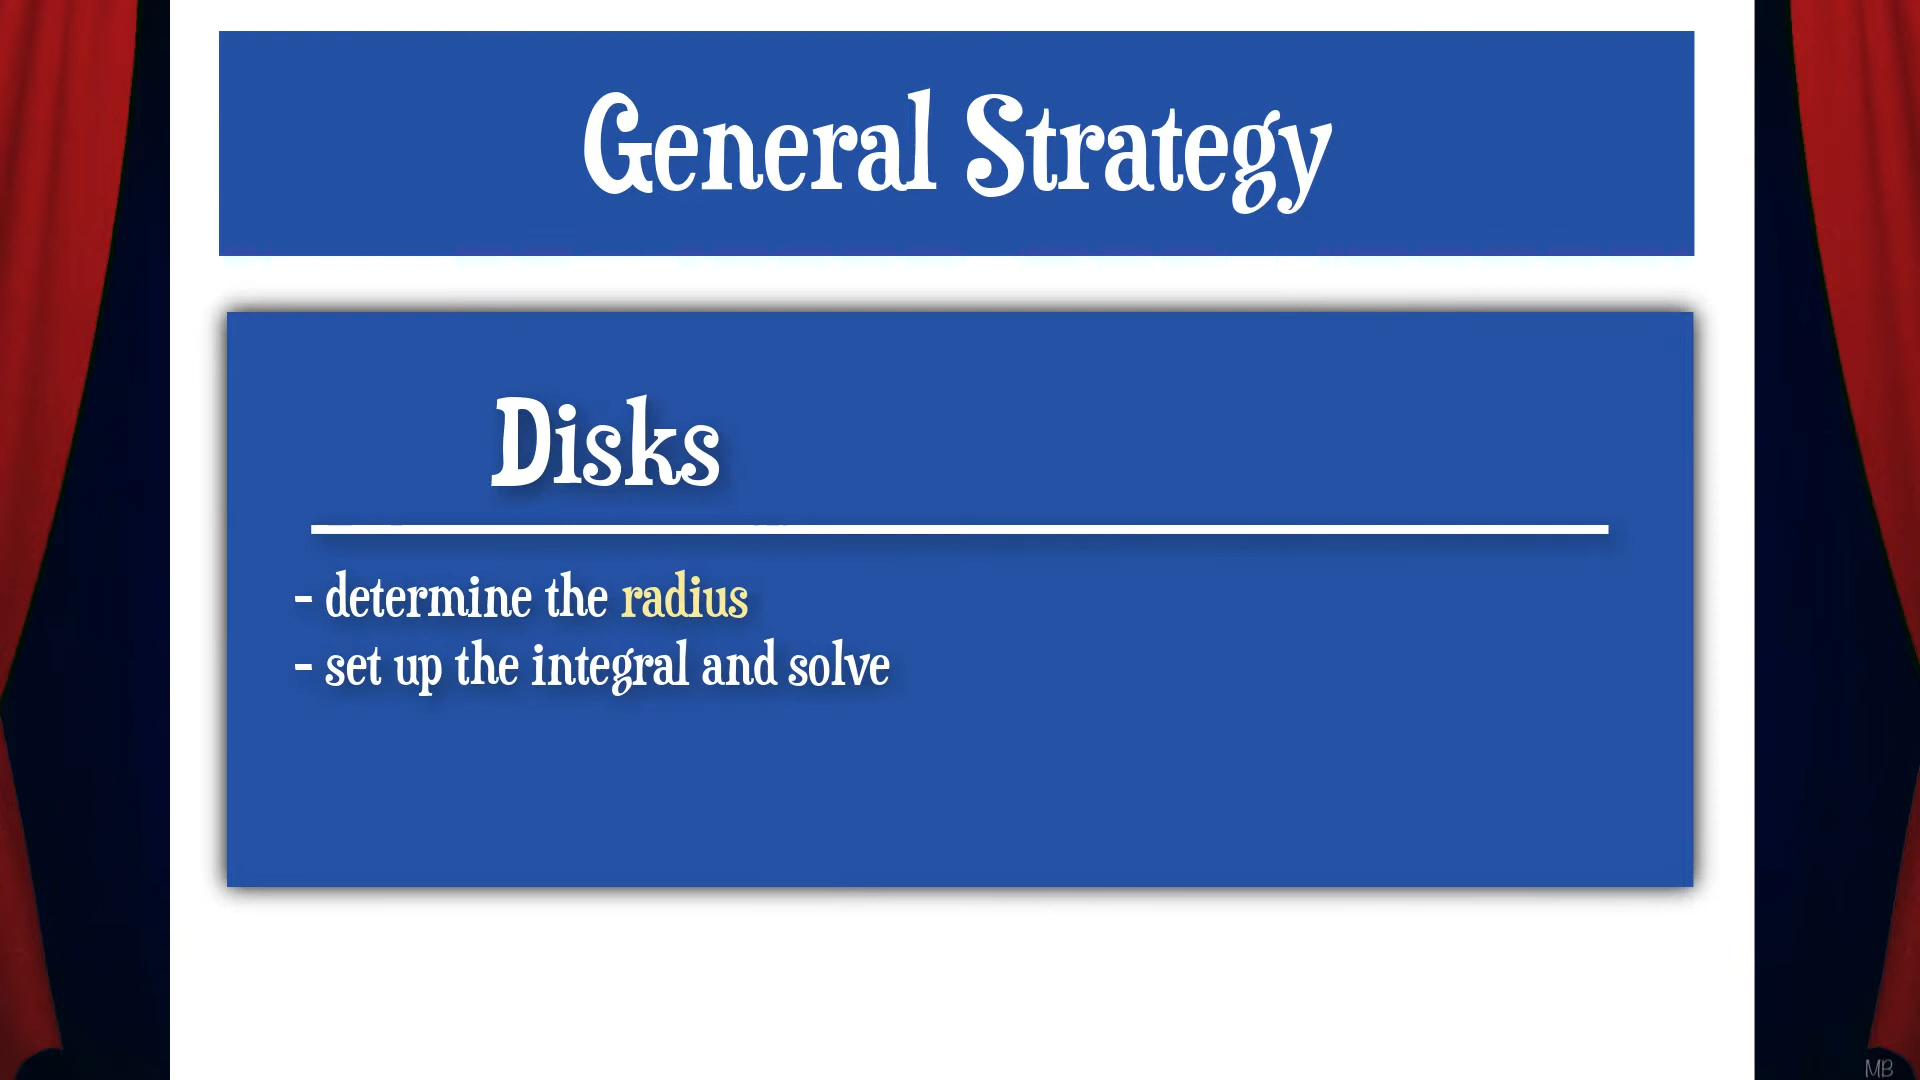 General Strategy
Disks
- determine the radius
- set up the integral and solve
MB